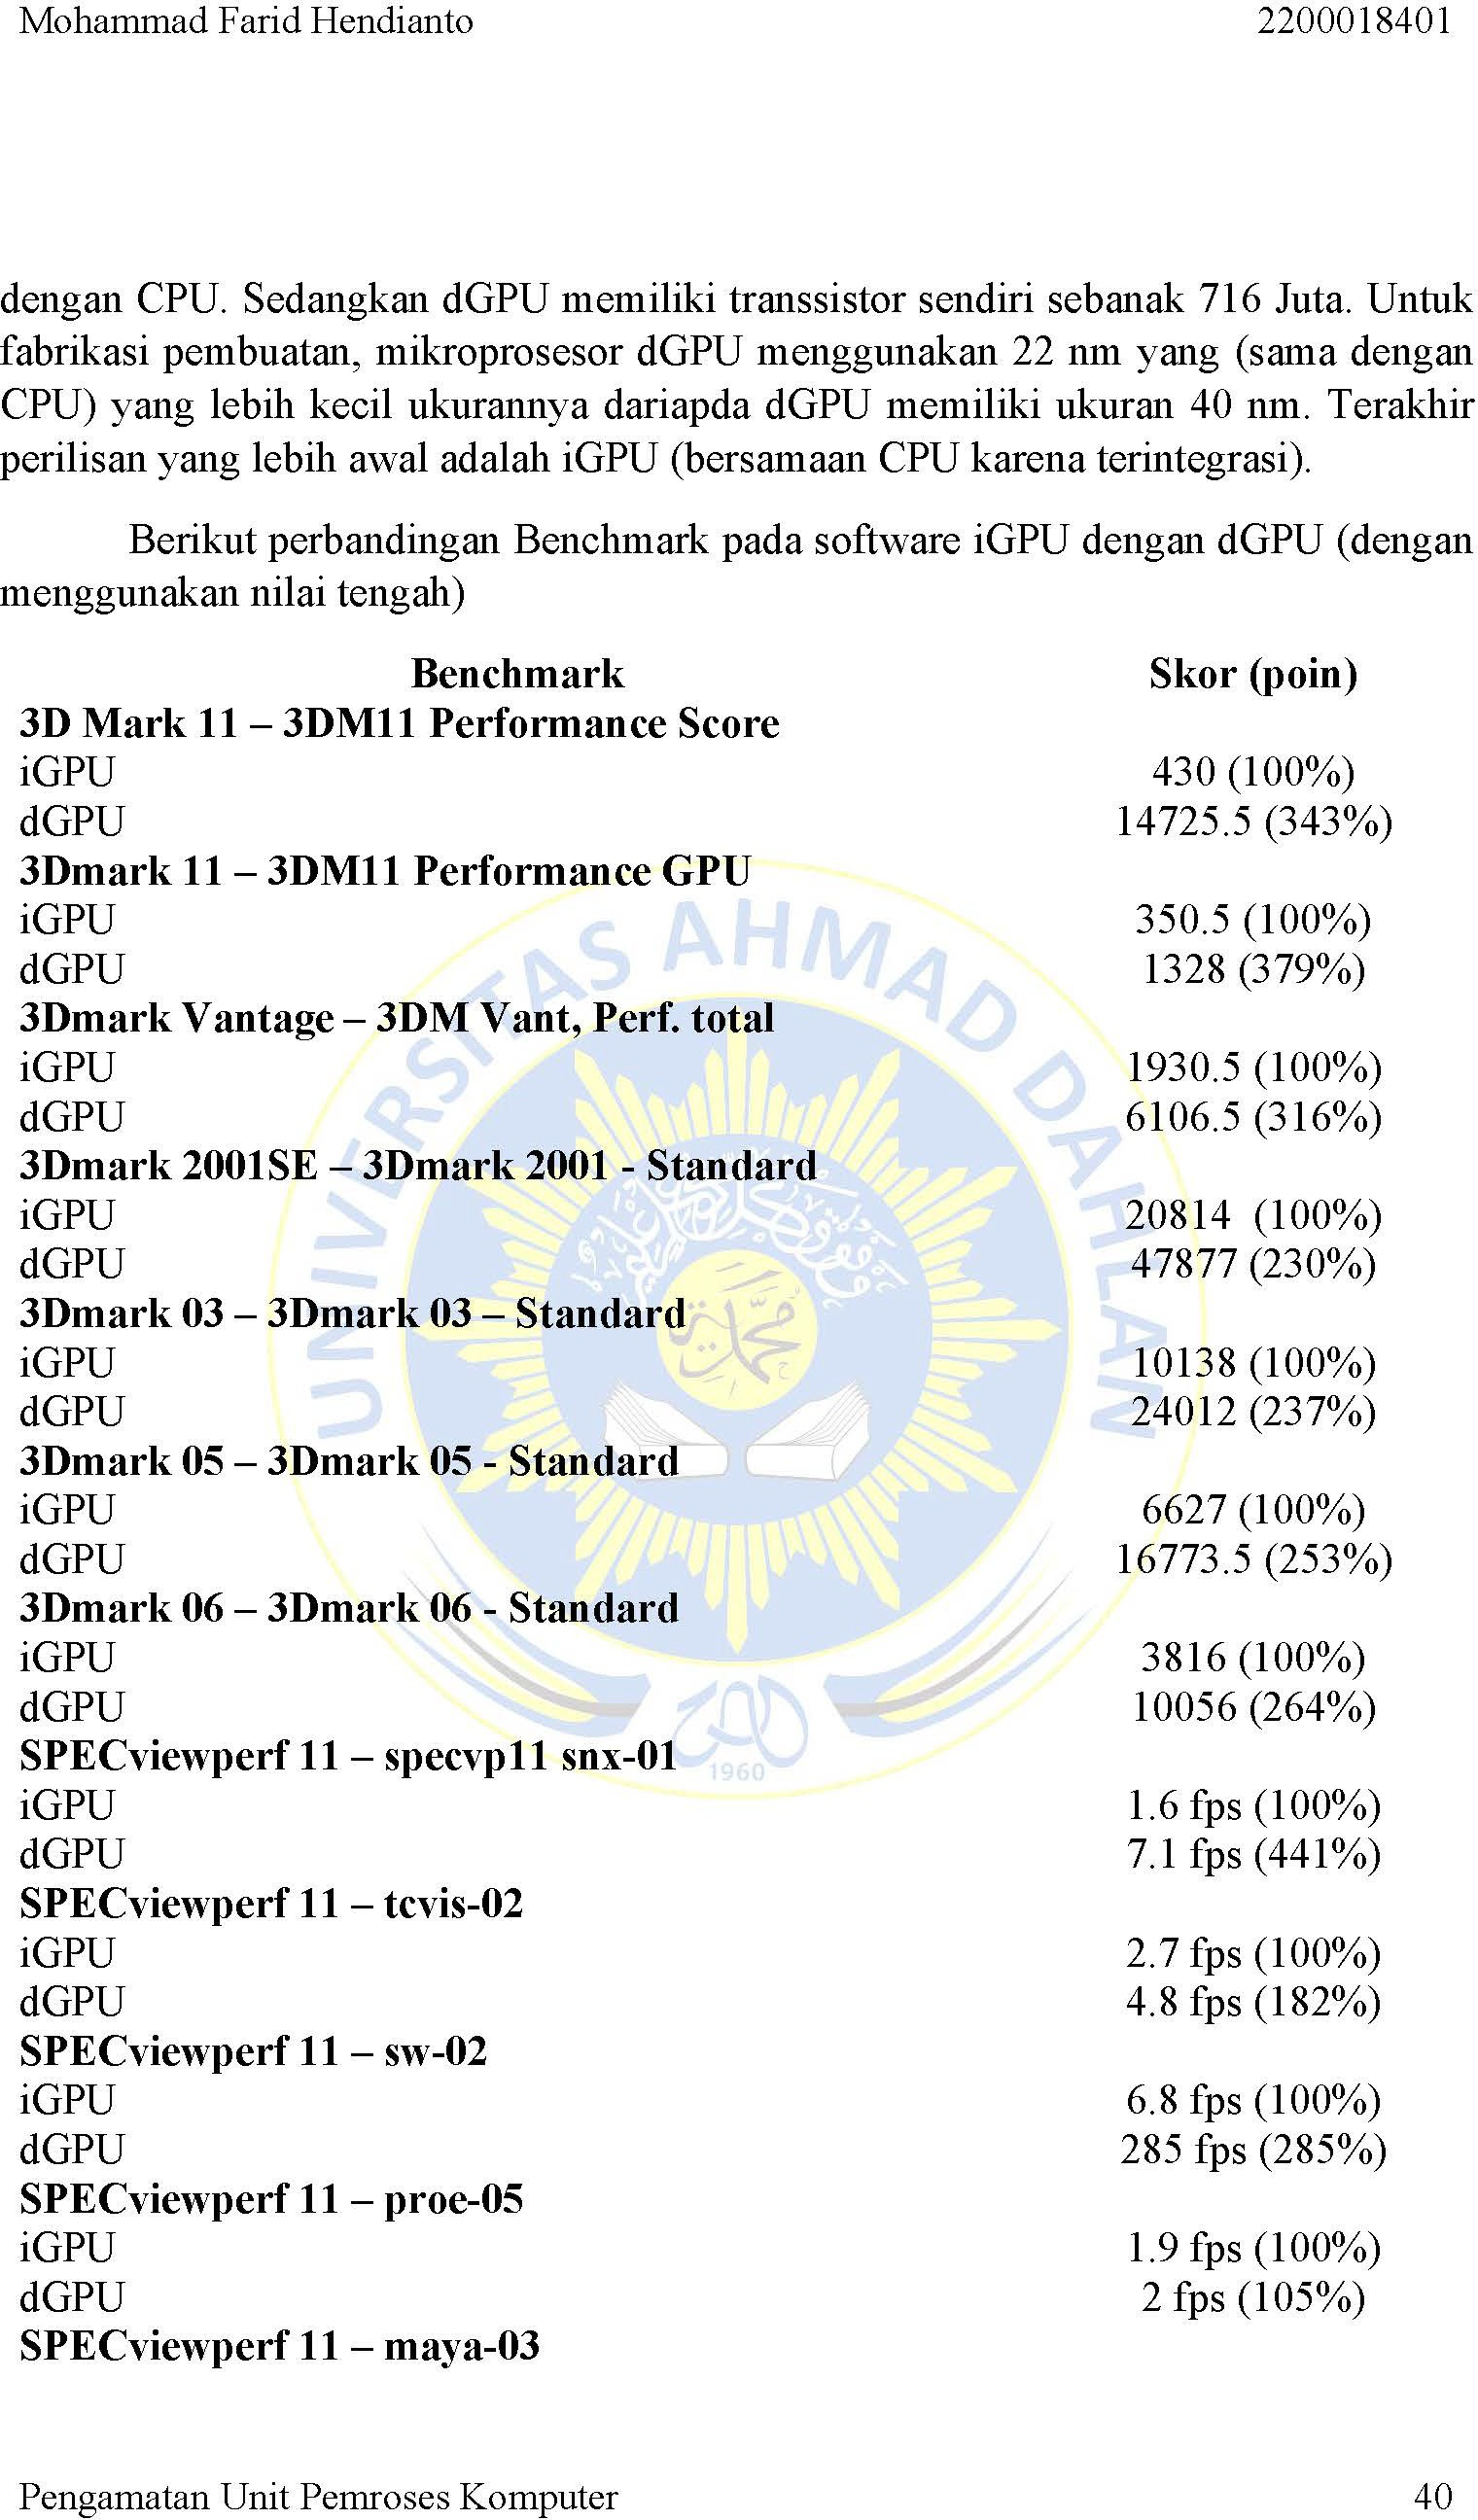 Mohammad Farid Hendianto 2200018401
dengan CPU. Sedangkan dGPU memiliki transsistor sendiri sebanak 716 Juta. Untuk
fabrikasi pembuatan, mikroprosesor dGPU menggunakan 22 nm yang (sama dengan
CPU) yang lebih kecil ukurannya dariapda dGPU memiliki ukuran 40 nm. Terakhir
perilisan yang lebih awal adalah iGPU (bersamaan CPU karena terintegrasi).
Berikut perbandingan Benchmark pada software iGPU dengan dGPU (dengan
menggunakan nilai tengah)
Benchmark Skor (poin)
3D Mark 11 – 3DM11 Performance Score
iGPU 430 (100%)
dGPU 14725.5 (343%)
3Dmark 11 – 3DM11 Performance GPU
iGPU 350.5 (100%)
dGPU 1328 (379%)
3Dmark Vantage – 3DM Vant, Perf. total
iGPU 1930.5 (100%)
dGPU 6106.5 (316%)
3Dmark 2001SE – 3Dmark 2001 - Standard
iGPU 20814 (100%)
dGPU 47877 (230%)
3Dmark 03 – 3Dmark 03 – Standard
iGPU 10138 (100%)
dGPU 24012 (237%)
3Dmark 05 – 3Dmark 05 - Standard
iGPU 6627 (100%)
dGPU 16773.5 (253%)
3Dmark 06 – 3Dmark 06 - Standard
iGPU 3816 (100%)
dGPU 10056 (264%)
SPECviewperf 11 – specvp11 snx-01
iGPU 1.6 fps (100%)
dGPU 7.1 fps (441%)
SPECviewperf 11 – tcvis-02
iGPU 2.7 fps (100%)
dGPU 4.8 fps (182%)
SPECviewperf 11 – sw-02
iGPU 6.8 fps (100%)
dGPU 285 fps (285%)
SPECviewperf 11 – proe-05
iGPU 1.9 fps (100%)
dGPU 2 fps (105%)
SPECviewperf 11 – maya-03
UNIVERSITAS AHMAD DAHLAN
1960
Pengamatan Unit Pemroses Komputer 40